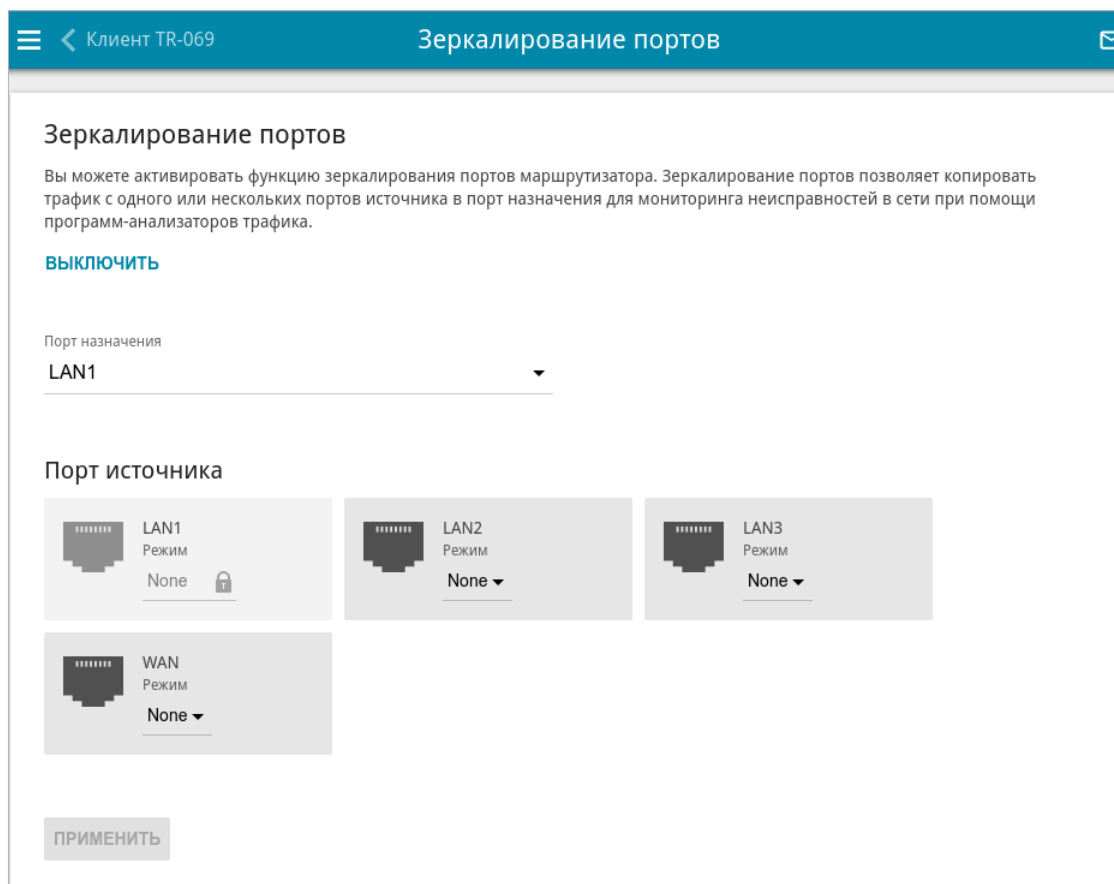 Клиент TR-069
Зеркалирование портов
Зеркалирование портов
Вы можете активировать функцию зеркалирования портов маршрутизатора. Зеркалирование портов позволяет копировать
трафик с одного или нескольких портов источника в порт назначения для мониторинга неисправностей в сети при помощи
программ-анализаторов трафика.
ВЫКЛЮЧИТЬ
Порт назначения
LAN1
Порт источника
LAN1
Режим
None
LAN2
Режим
None
LAN3
Режим
None
WAN
Режим
None
ПРИМЕНИТЬ